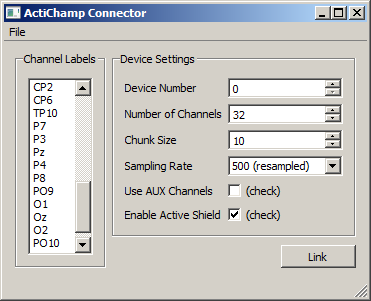 ActiChamp Connector
File
Channel Labels
CP2
CP6
TP10
P7
P3
Pz
P4
P8
PO9
O1
Oz
O2
PO10
Device Settings
Device Number 0
Number of Channels 32
Chunk Size 10
Sampling Rate 500 (resampled)
Use AUX Channels (check)
Enable Active Shield (check)
Link